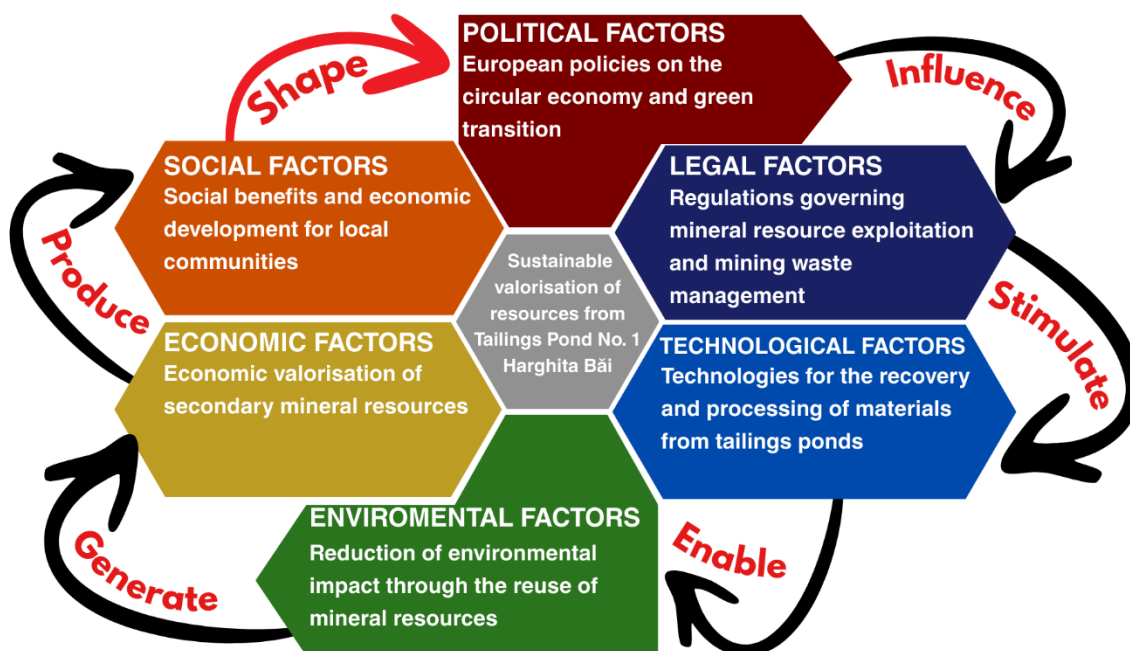 POLITICAL FACTORS
European policies on the
circular economy and green
transition
Influence
LEGAL FACTORS
Regulations governing
mineral resource exploitation
and mining waste
management
Stimulate
TECHNOLOGICAL FACTORS
Technologies for the recovery
and processing of materials
from tailings ponds
Enable
ENVIROMENTAL FACTORS
Reduction of environmental
impact through the reuse of
mineral resources
Generate
ECONOMIC FACTORS
Economic valorisation of
secondary mineral resources
Produce
SOCIAL FACTORS
Social benefits and economic
development for local
communities
Shape
Sustainable
valorisation of
resources from
Tailings Pond No. 1
Harghita Băi